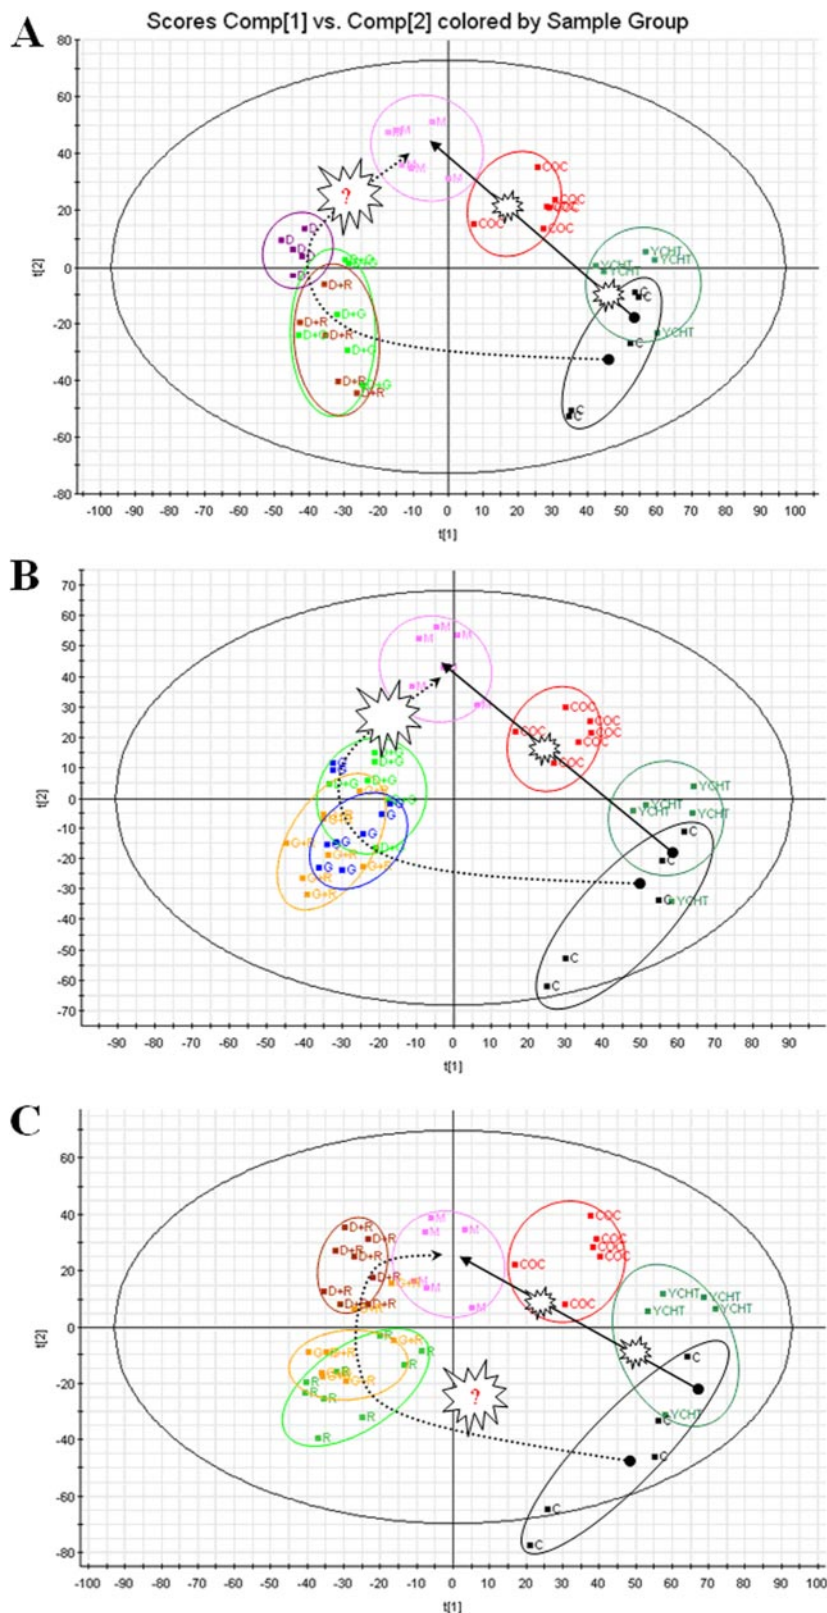 Scores Comp[1] vs. Comp[2] colored by Sample Group
A
80
60
40
20
0
-20
-40
-60
-80
t[2]
M
M
M
M
M
COC
COC
COC
COC
COC
?
D
D
D
D
D
D+G
D+G
D+R
D+R
D+R
D+G
D+G
D+G
D+R
D+R
YCHT
YCHT
YCHT
YCHT
YCHT
C
C
C
C
C
-100 -90 -80 -70 -60 -50 -40 -30 -20 -10 0 10 20 30 40 50 60 70 80 90 100
t[1]
B
70
60
50
40
30
20
10
0
-10
-20
-30
-40
-50
-60
-70
t[2]
M
M
M
M
M
COC
COC
COC
COC
COC
COC
G
G
D+G
D+G
D+G
D+G
D+G
D+G
G+R
G+R
G+R
G+R
G+R
G+R
G
G
G
G
G
G
G
YCHT
YCHT
YCHT
YCHT
YCHT
C
C
C
C
C
-90 -80 -70 -60 -50 -40 -30 -20 -10 0 10 20 30 40 50 60 70 80 90
t[1]
C
60
40
20
0
-20
-40
-60
-80
t[2]
D+R
D+R
D+R
D+R
D+R
D+R
D+R
D+R
M
M
M
M
M
M
COC
COC
COC
COC
COC
COC
G+R
G+R
G+R
G+R
G+R
G+R
R
R
R
R
R
R
R
R
R
?
YCHT
YCHT
YCHT
YCHT
YCHT
C
C
C
C
C
-100 -90 -80 -70 -60 -50 -40 -30 -20 -10 0 10 20 30 40 50 60 70 80 90 100
t[1]